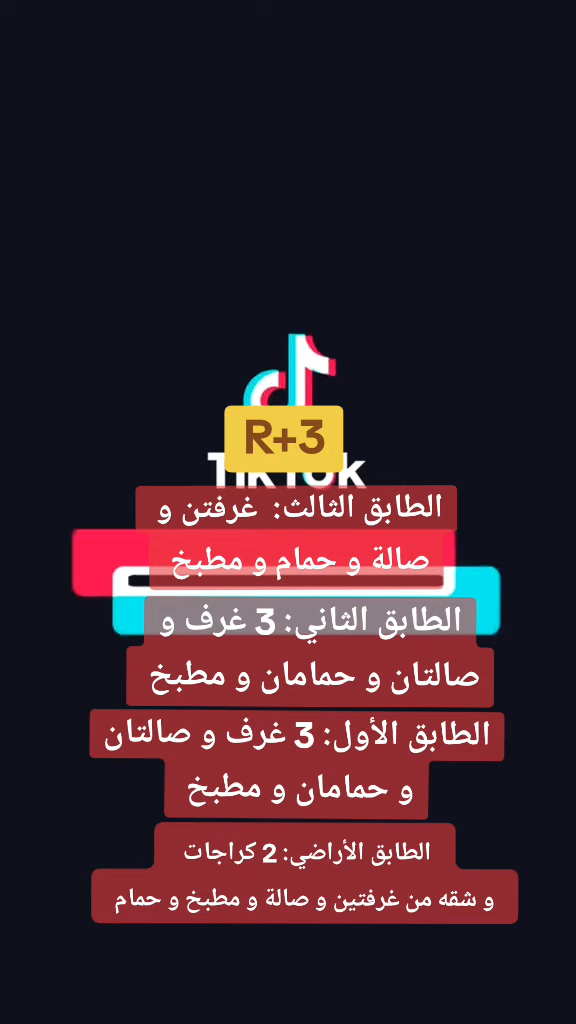 R+3
TikTok
الطابق الثالث: غرفتن و
صالة و حمام و مطبخ
الطابق الثاني: 3 غرف و
صالتان و حمامان و مطبخ
الطابق الأول: 3 غرف و صالتان
و حمامان و مطبخ
الطابق الأراضي: 2 كراجات
و شقه من غرفتين و صالة و مطبخ و حمام